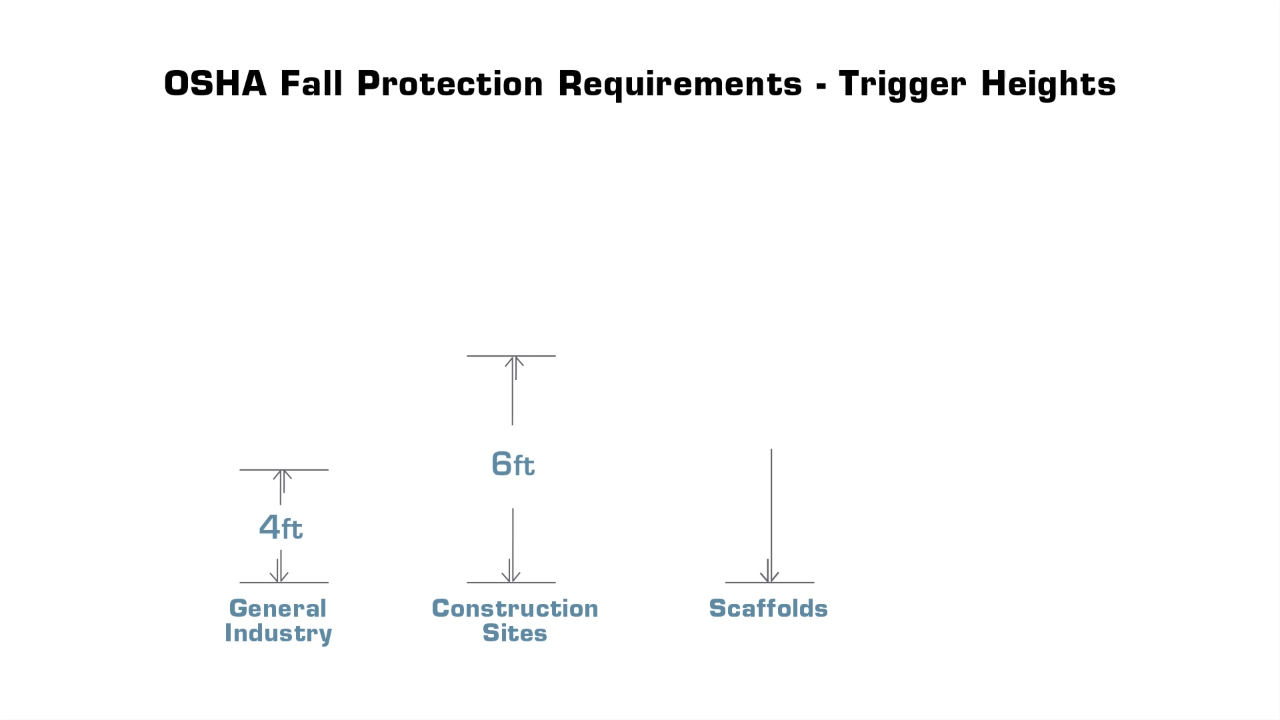 OSHA Fall Protection Requirements - Trigger Heights
6ft
4ft
General
Industry
Construction
Sites
Scaffolds